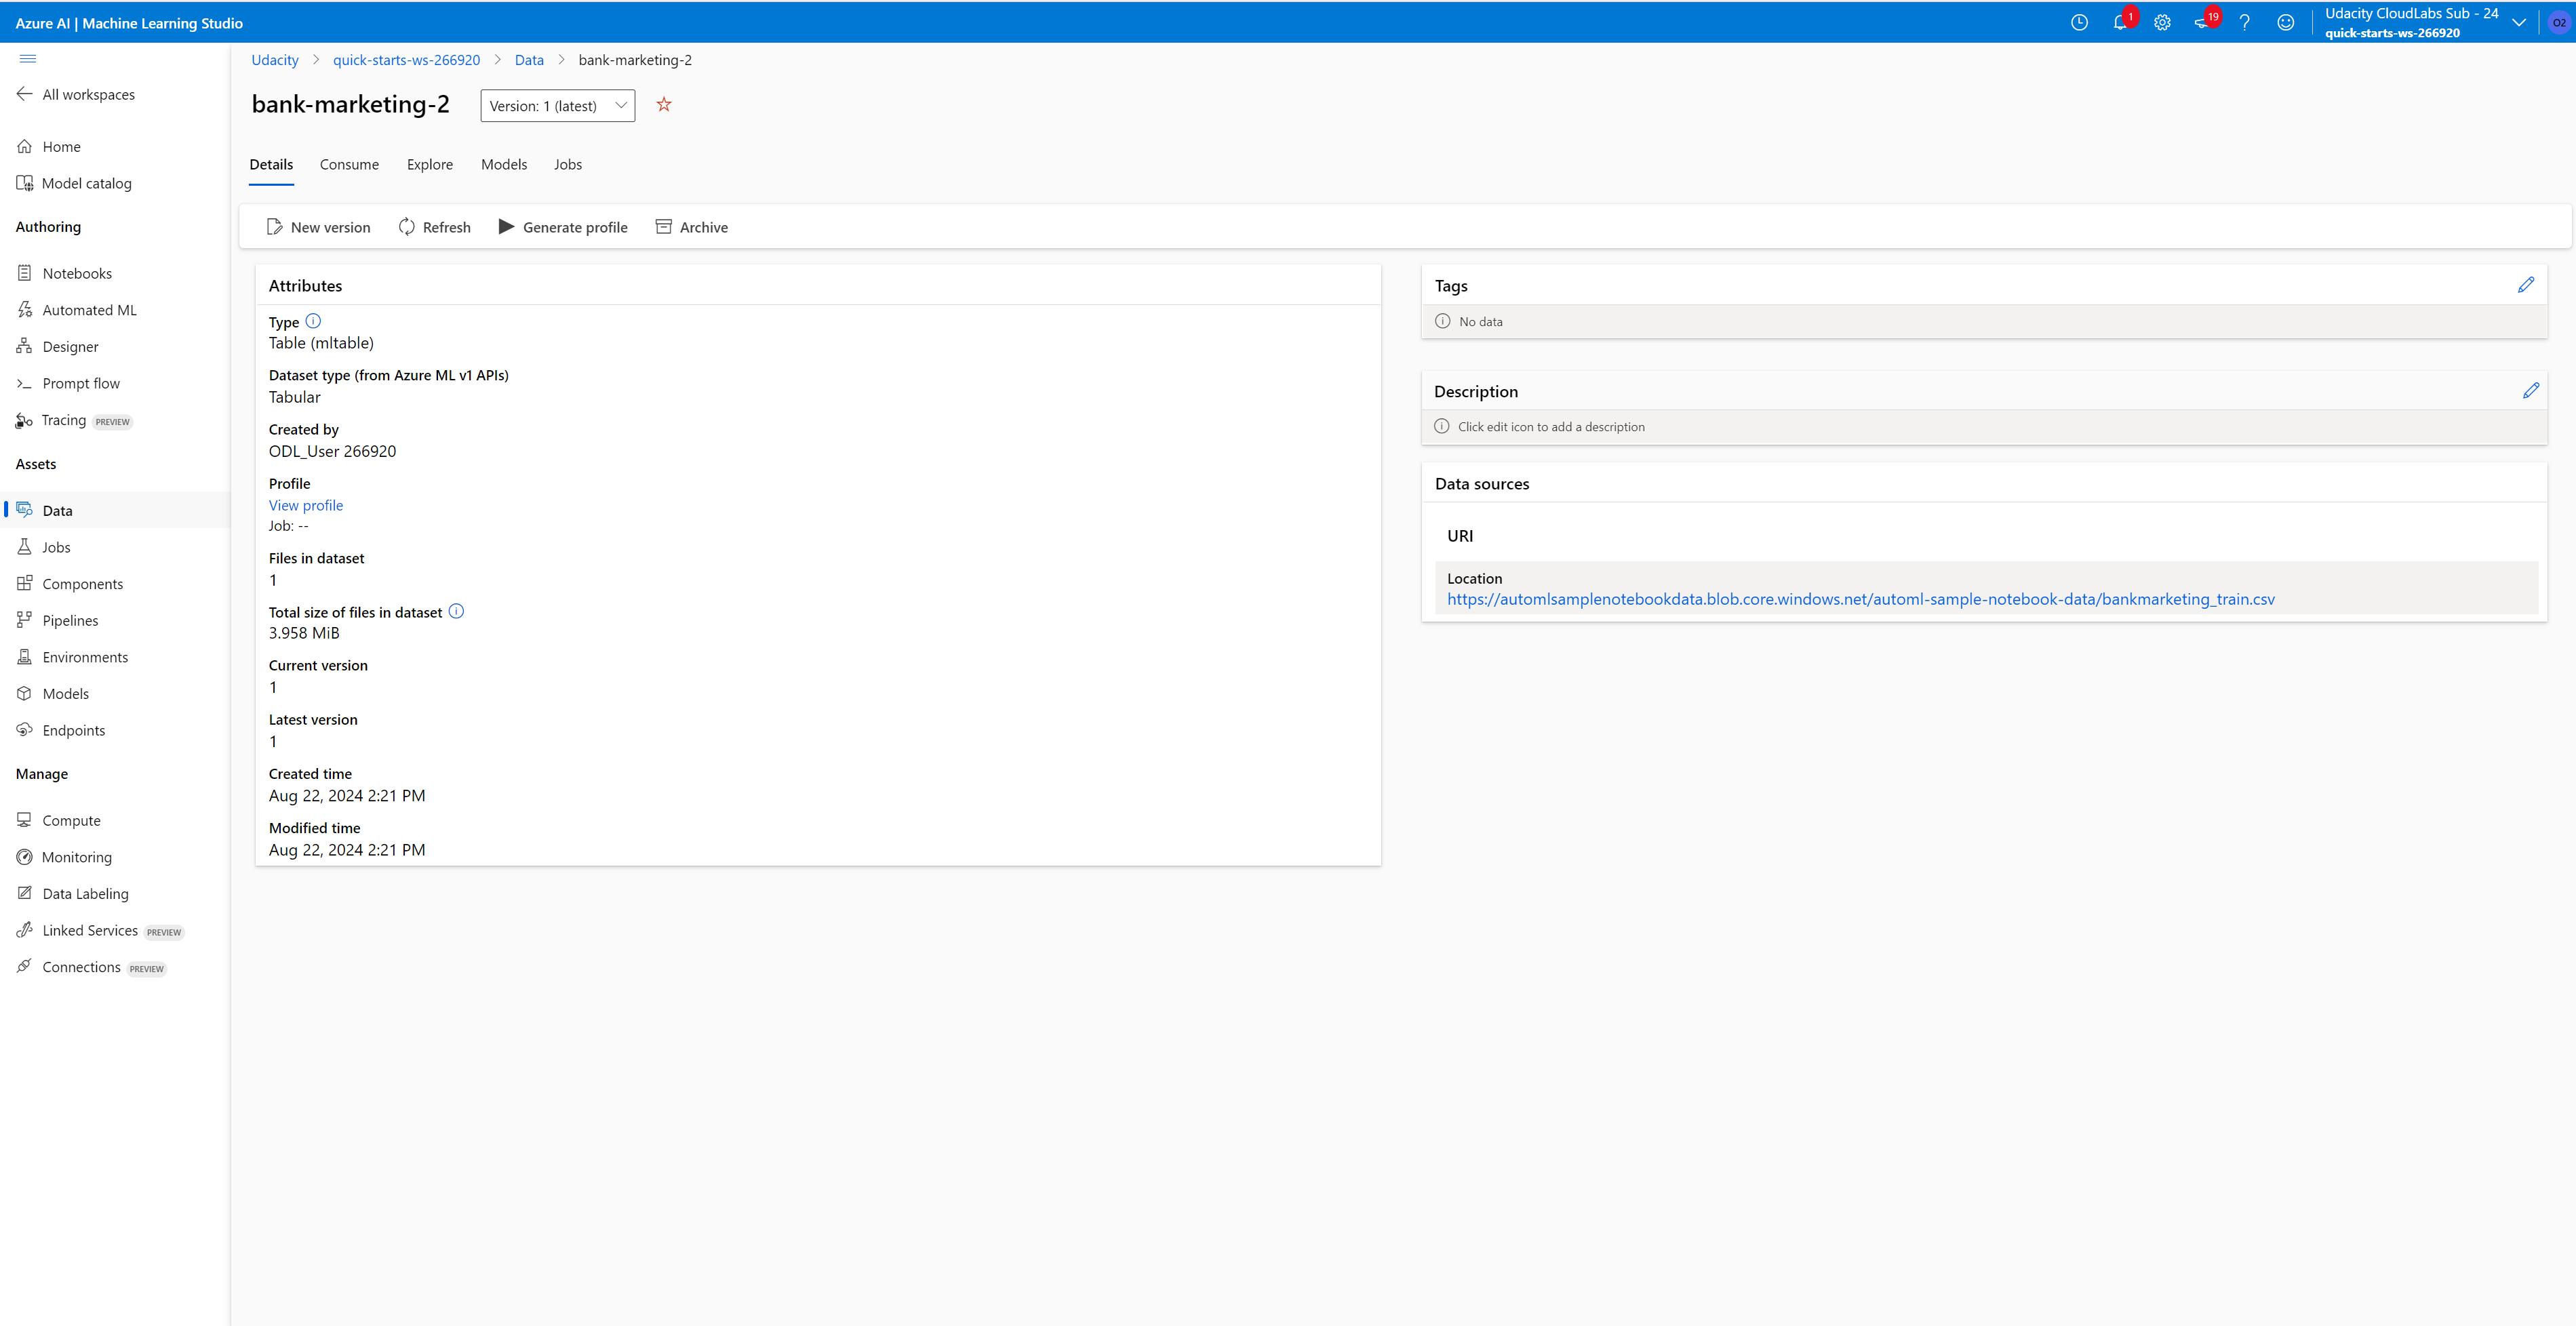 Azure AI | Machine Learning Studio
1
19
Udacity CloudLabs Sub - 24
quick-starts-ws-266920
O2
Udacity > quick-starts-ws-266920 > Data > bank-marketing-2
All workspaces
Home
Model catalog
Authoring
Notebooks
Automated ML
Designer
Prompt flow
Tracing PREVIEW
Assets
Data
Jobs
Components
Pipelines
Environments
Models
Endpoints
Manage
Compute
Monitoring
Data Labeling
Linked Services PREVIEW
Connections PREVIEW
bank-marketing-2
Version: 1 (latest)
Details Consume Explore Models Jobs
New version Refresh Generate profile Archive
Attributes
Type
Table (mltable)
Dataset type (from Azure ML v1 APIs)
Tabular
Created by
ODL_User 266920
Profile
View profile
Job: --
Files in dataset
1
Total size of files in dataset
3.958 MiB
Current version
1
Latest version
1
Created time
Aug 22, 2024 2:21 PM
Modified time
Aug 22, 2024 2:21 PM
Tags
No data
Description
Click edit icon to add a description
Data sources
URI
Location
https://automlsamplenotebookdata.blob.core.windows.net/automl-sample-notebook-data/bankmarketing_train.csv